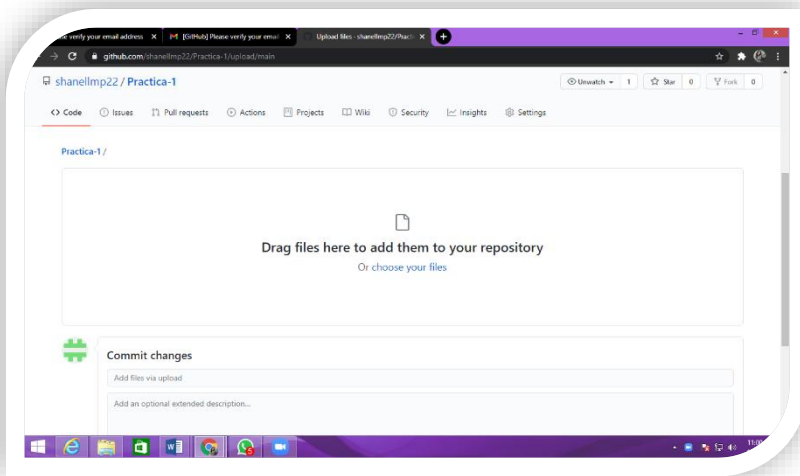 se verify your email address
[GitHub] Please verify your emai
Upload files · shanellmp22/Pract
github.com/shanellmp22/Practica-1/upload/main
shanellmp22 / Practica-1
Unwatch 1 Star 0 Fork 0
<> Code Issues Pull requests Actions Projects Wiki Security Insights Settings
Practica-1 /
Drag files here to add them to your repository
Or choose your files
Commit changes
Add files via upload
Add an optional extended description...